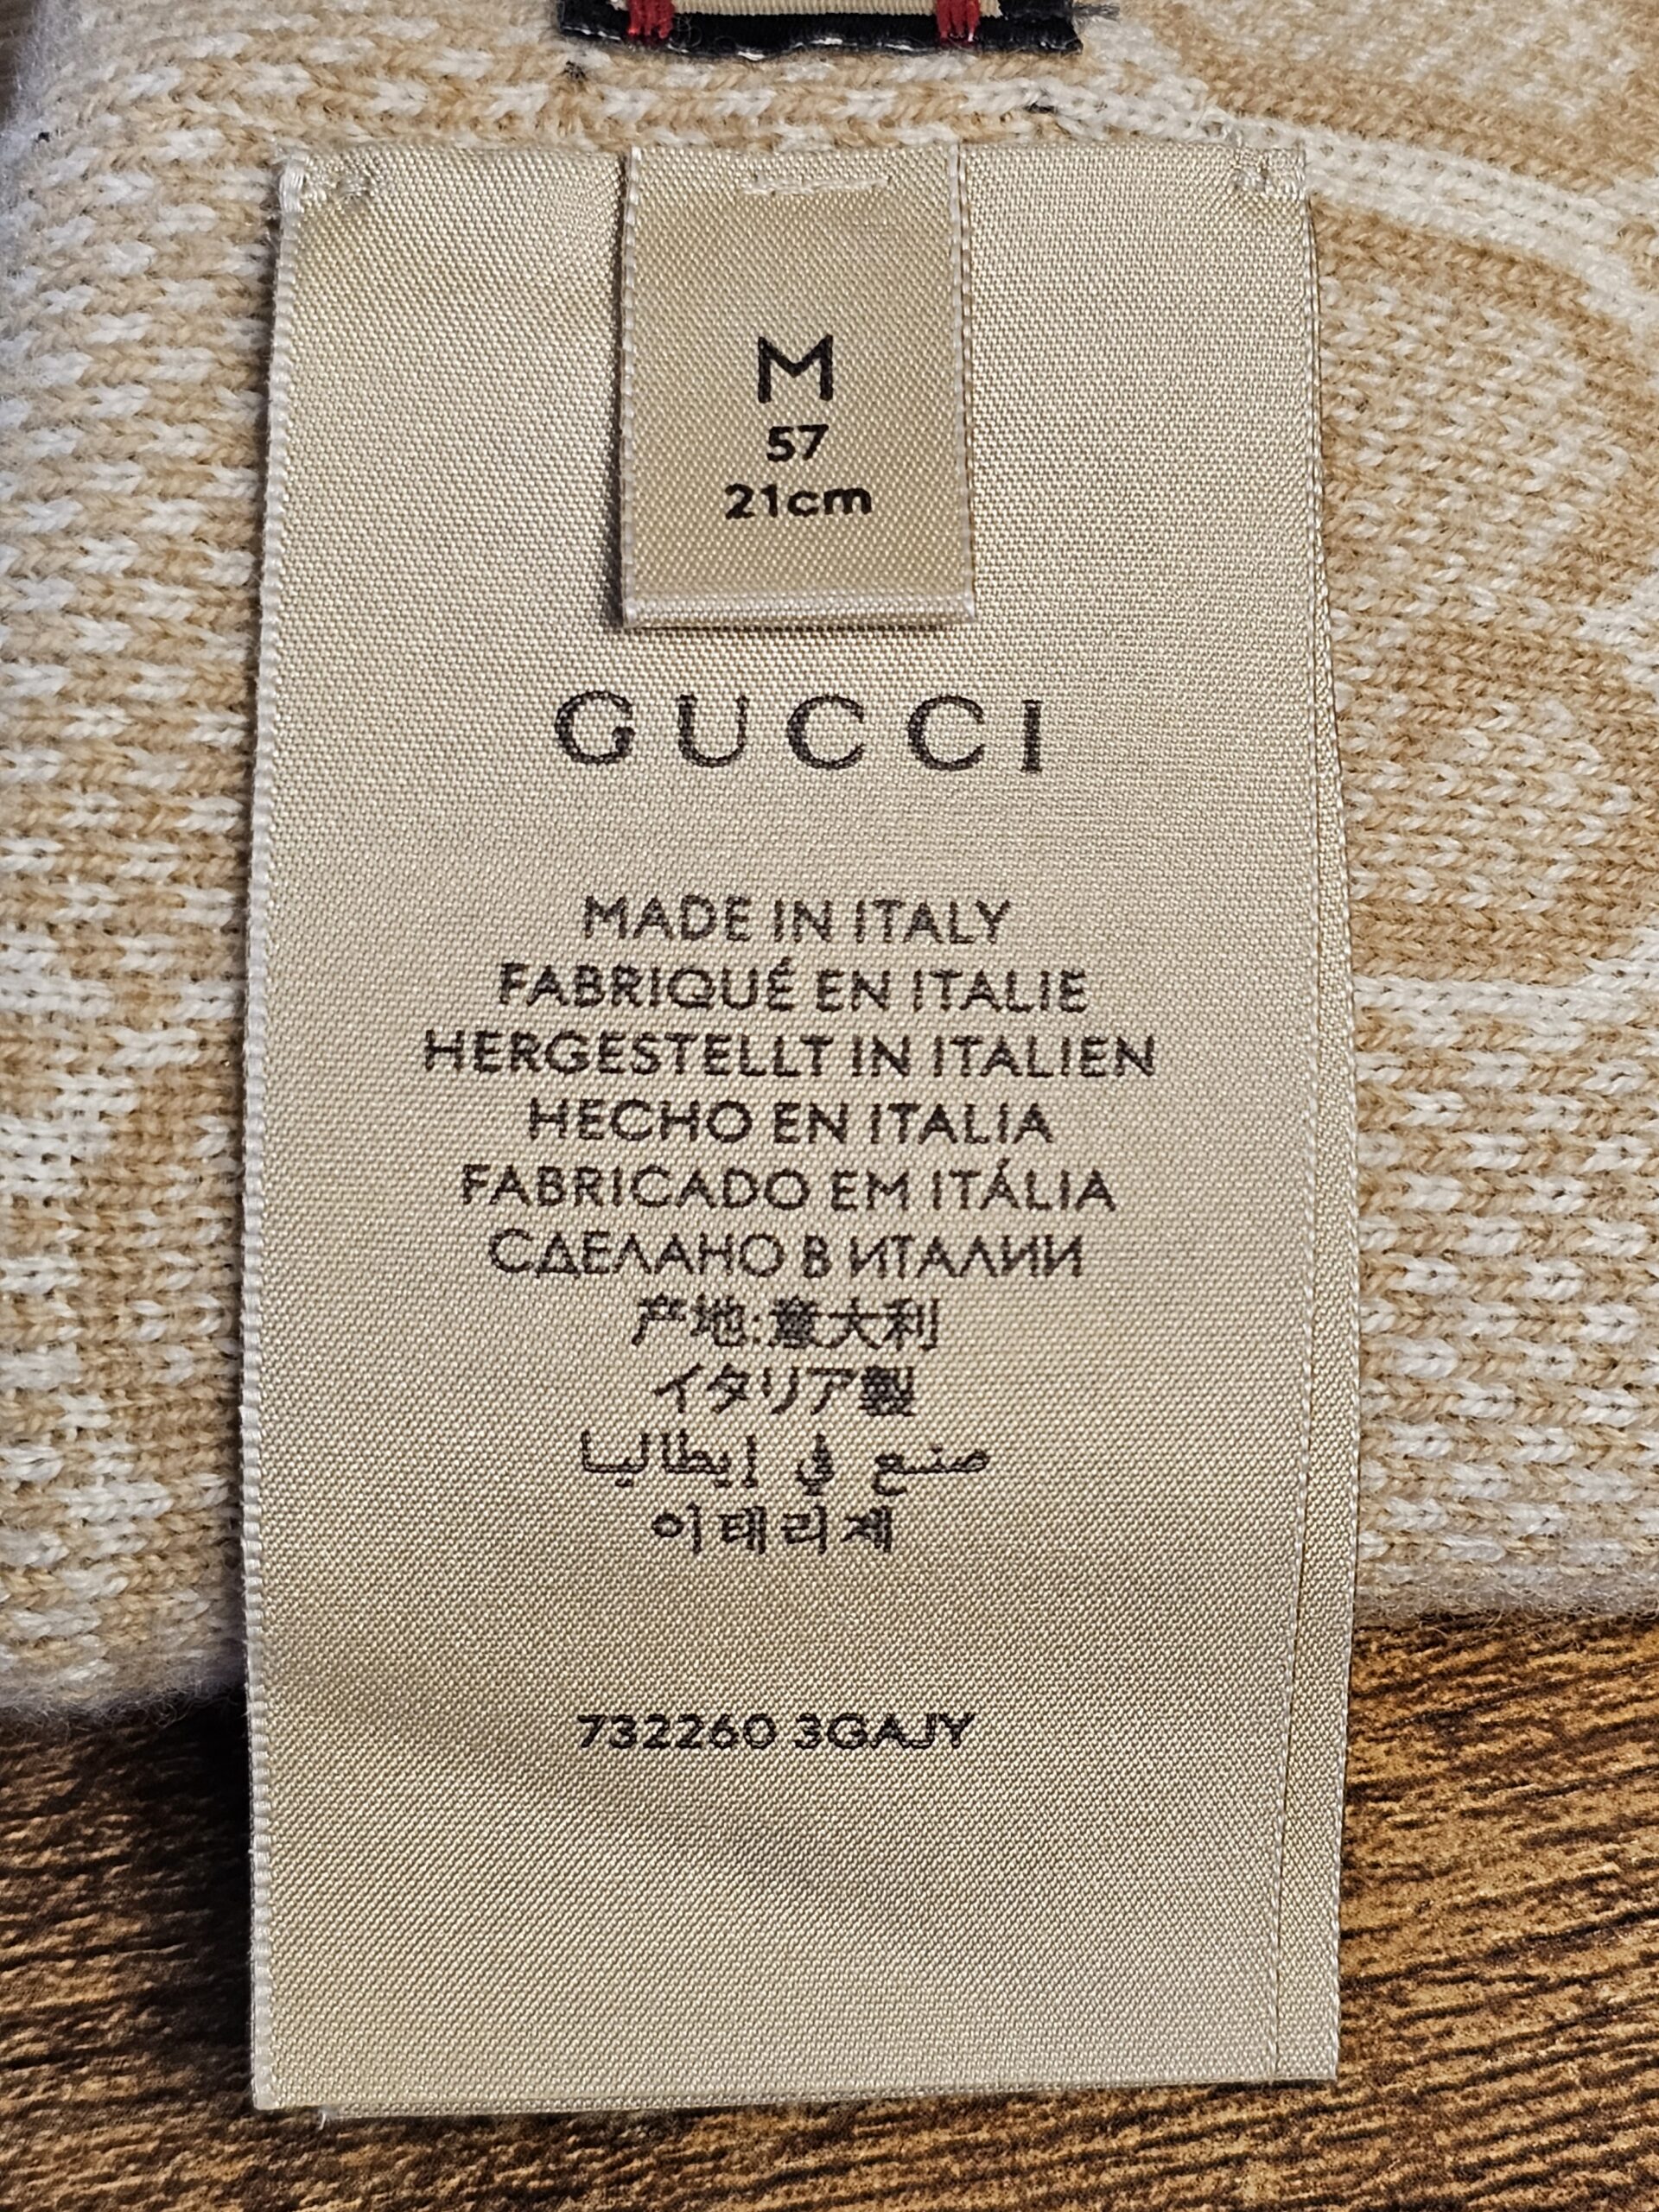 M
57
21cm
GUCCI
MADE IN ITALY
FABRIQUÉ EN ITALIE
HERGESTELLT IN ITALIEN
HECHO EN ITALIA
FABRICADO EM ITÁLIA
СДЕЛАНО В ИТАЛИИ
产地:意大利
イタリア製
صنع في إيطاليا
이태리제
732260 3GAJY